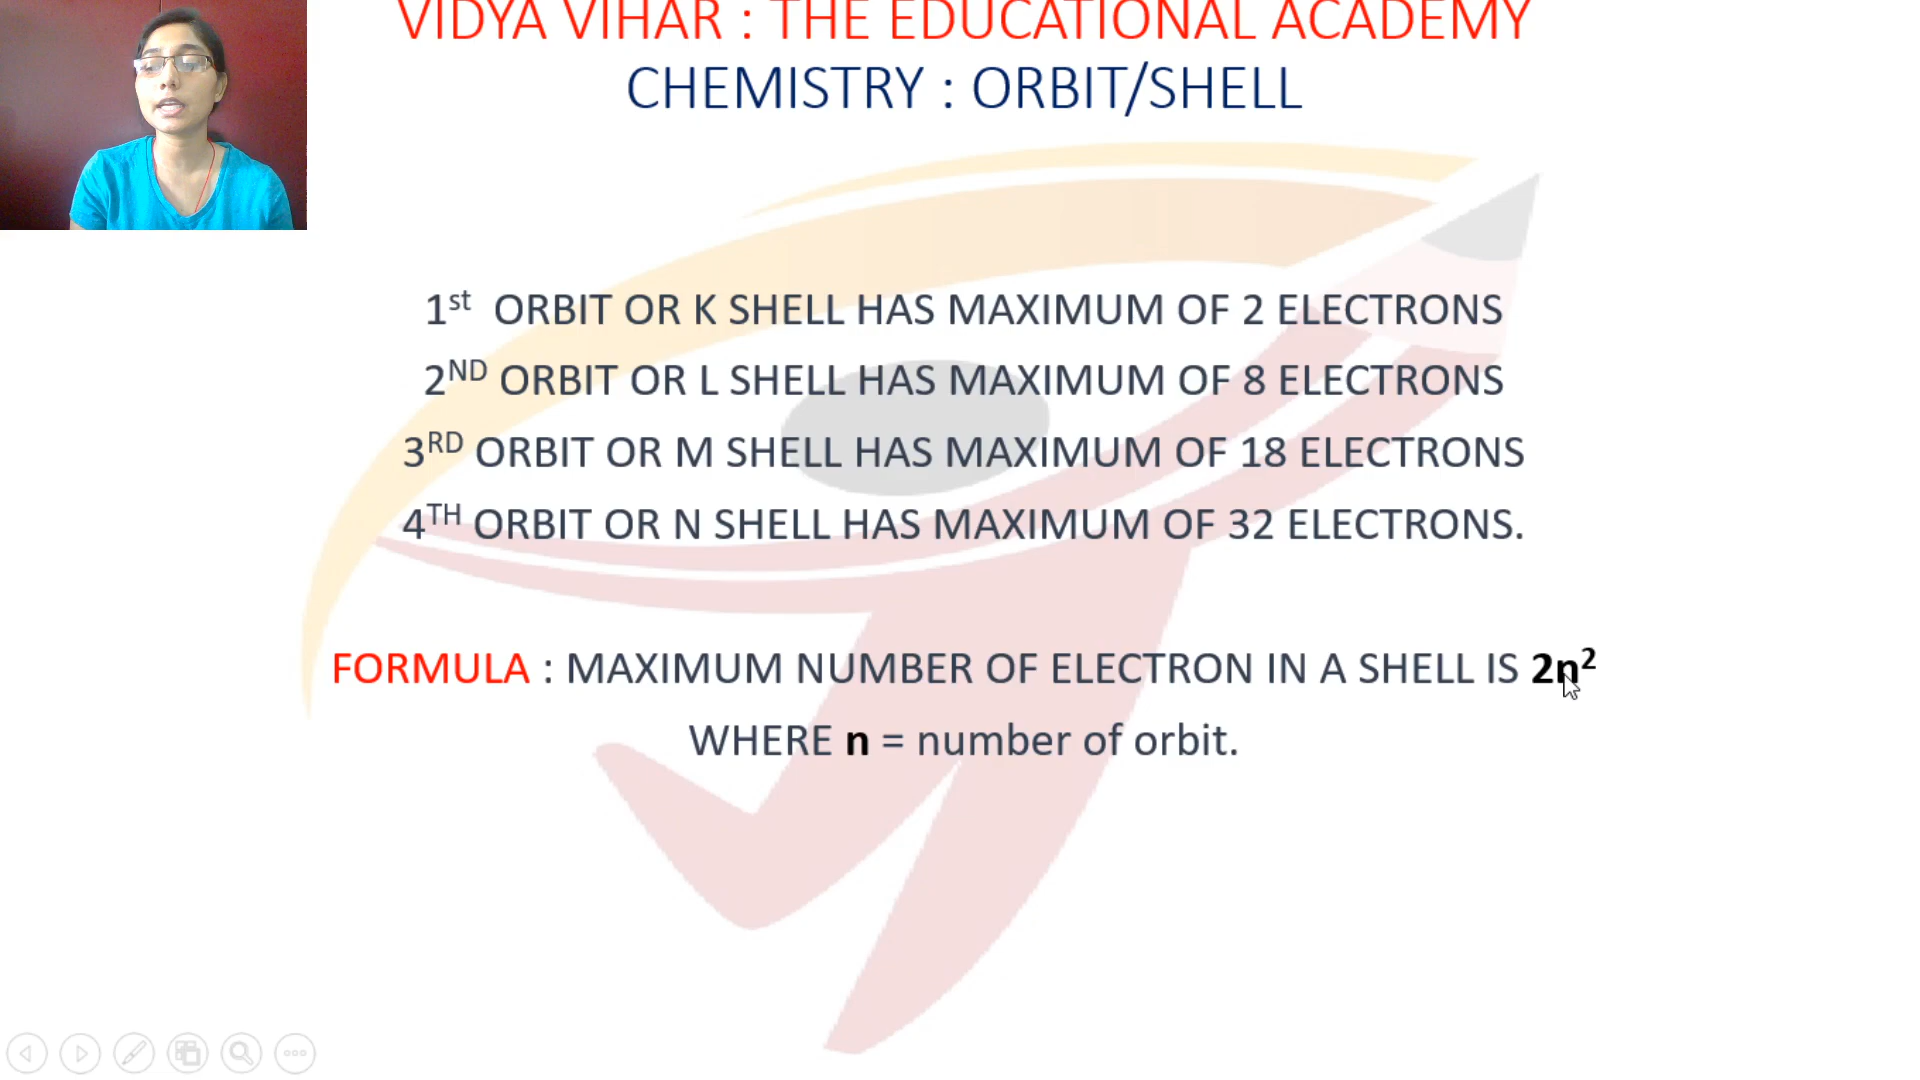 VIDYA VIHAR : THE EDUCATIONAL ACADEMY
CHEMISTRY : ORBIT/SHELL
1st ORBIT OR K SHELL HAS MAXIMUM OF 2 ELECTRONS
2ND ORBIT OR L SHELL HAS MAXIMUM OF 8 ELECTRONS
3RD ORBIT OR M SHELL HAS MAXIMUM OF 18 ELECTRONS
4TH ORBIT OR N SHELL HAS MAXIMUM OF 32 ELECTRONS.
FORMULA : MAXIMUM NUMBER OF ELECTRON IN A SHELL IS 2n²
WHERE n = number of orbit.